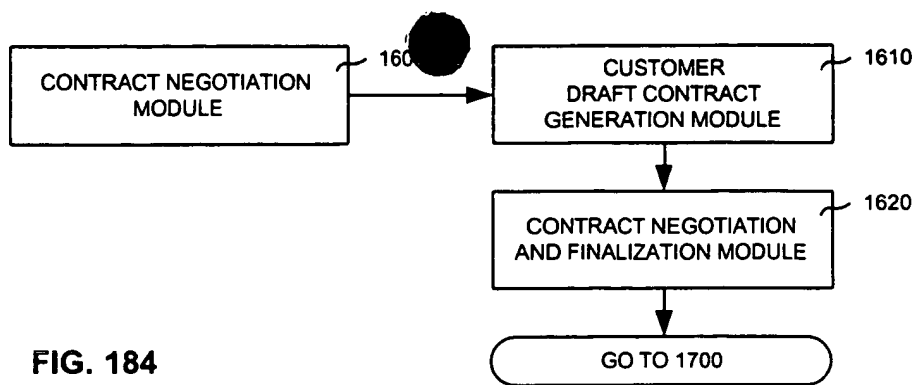 CONTRACT NEGOTIATION
MODULE
CUSTOMER
DRAFT CONTRACT
GENERATION MODULE
1610
CONTRACT NEGOTIATION
AND FINALIZATION MODULE
1620
GO TO 1700
FIG. 184